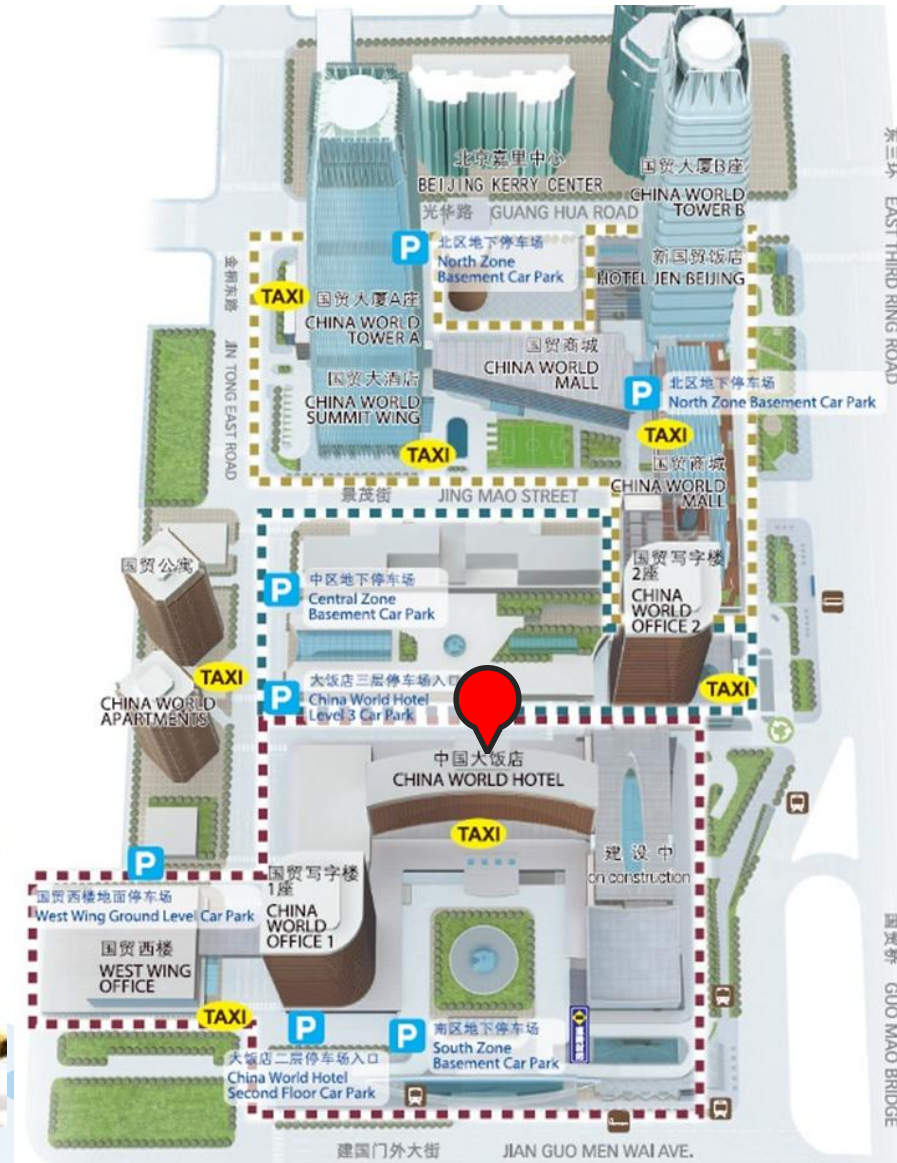 北京嘉里中心
BEIJING KERRY CENTER
光华路 GUANG HUA ROAD
国贸大厦B座
CHINA WORLD
TOWER B
东三环 EAST THIRD RING ROAD
P
北区地下停车场
North Zone
Basement Car Park
新国贸饭店
HOTEL JEN BEIJING
金桐东路 JIN TONG EAST ROAD
TAXI
国贸大厦A座
CHINA WORLD
TOWER A
国贸商城
CHINA WORLD
MALL
国贸大酒店
CHINA WORLD
SUMMIT WING
P
北区地下停车场
North Zone Basement Car Park
TAXI
TAXI
国贸商城
CHINA WORLD
MALL
景茂街 JING MAO STREET
国贸公寓
CHINA WORLD
APARTMENTS
TAXI
P
中区地下停车场
Central Zone
Basement Car Park
国贸写字楼
2座
CHINA
WORLD
OFFICE 2
P
大饭店三层停车场入口
China World Hotel
Level 3 Car Park
TAXI
中国大饭店
CHINA WORLD HOTEL
TAXI
建设中
on construction
P
国贸西楼地面停车场
West Wing Ground Level Car Park
国贸西楼
WEST WING
OFFICE
国贸写字楼
1座
CHINA
WORLD
OFFICE 1
TAXI
P
大饭店二层停车场入口
China World Hotel
Second Floor Car Park
P
南区地下停车场
South Zone
Basement Car Park
国贸桥 GUO MAO BRIDGE
建国门外大街 JIAN GUO MEN WAI AVE.